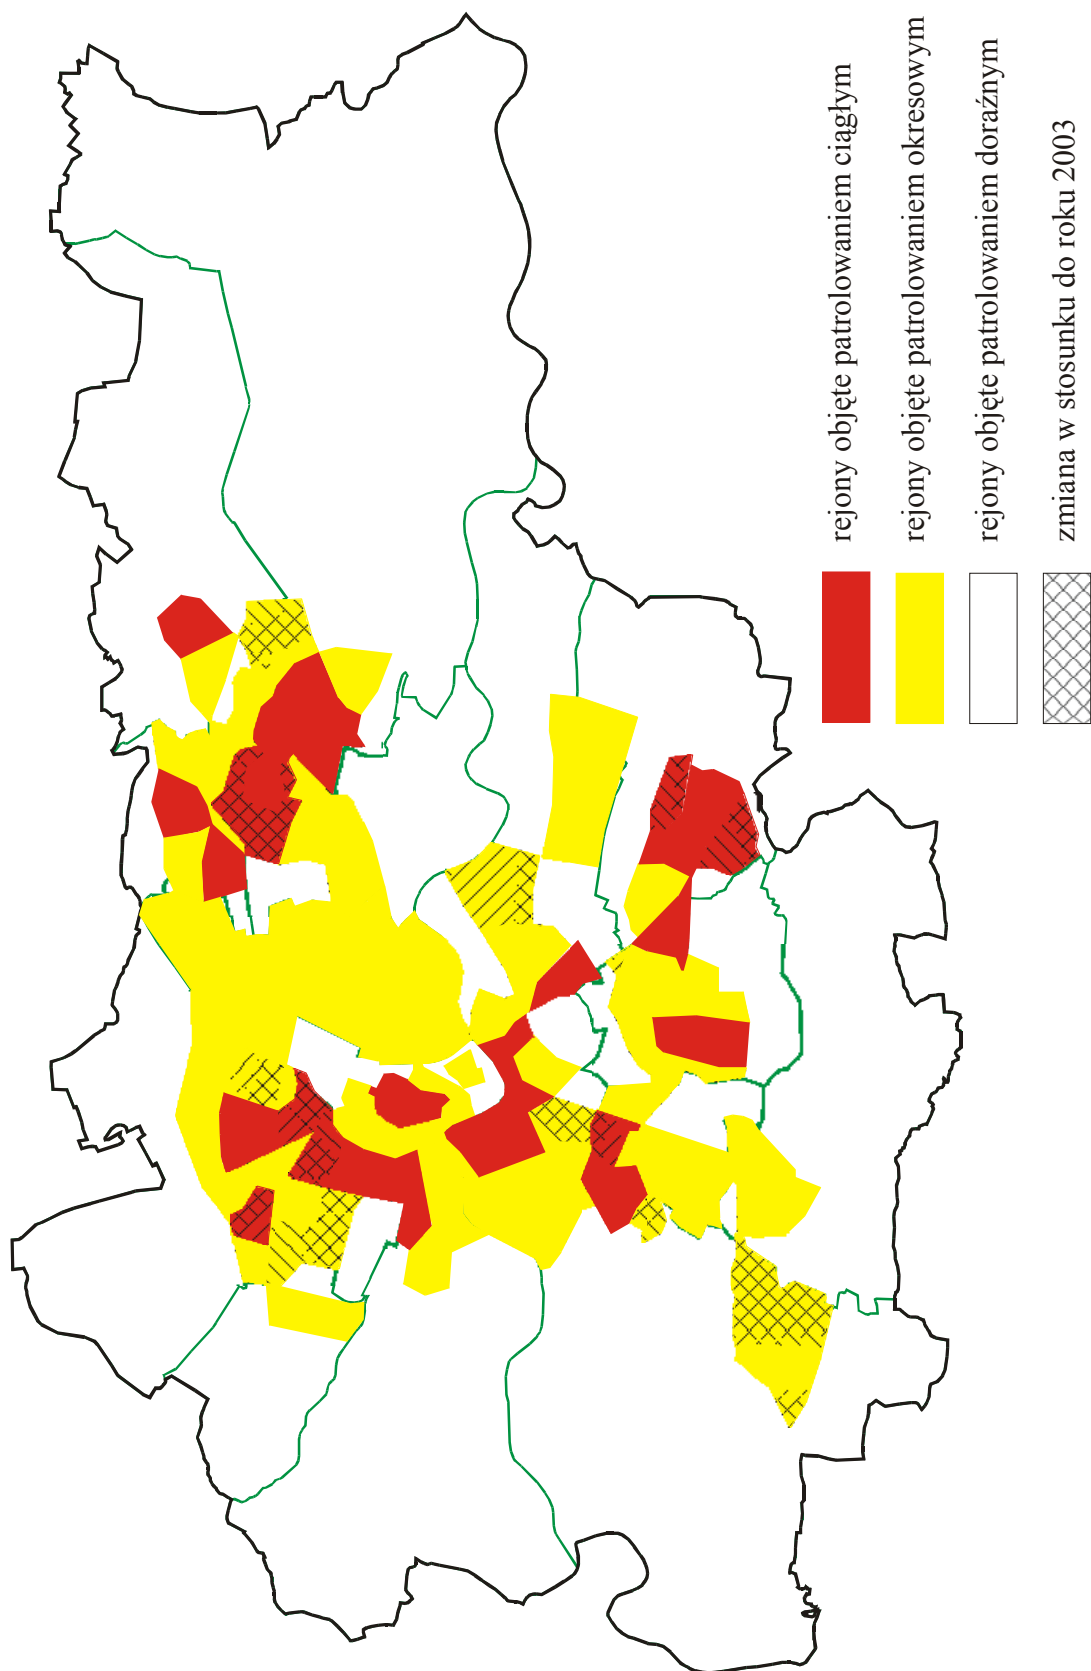 rejony objęte patrolowaniem ciągłym
rejony objęte patrolowaniem okresowym
rejony objęte patrolowaniem doraźnym
zmiana w stosunku do roku 2003